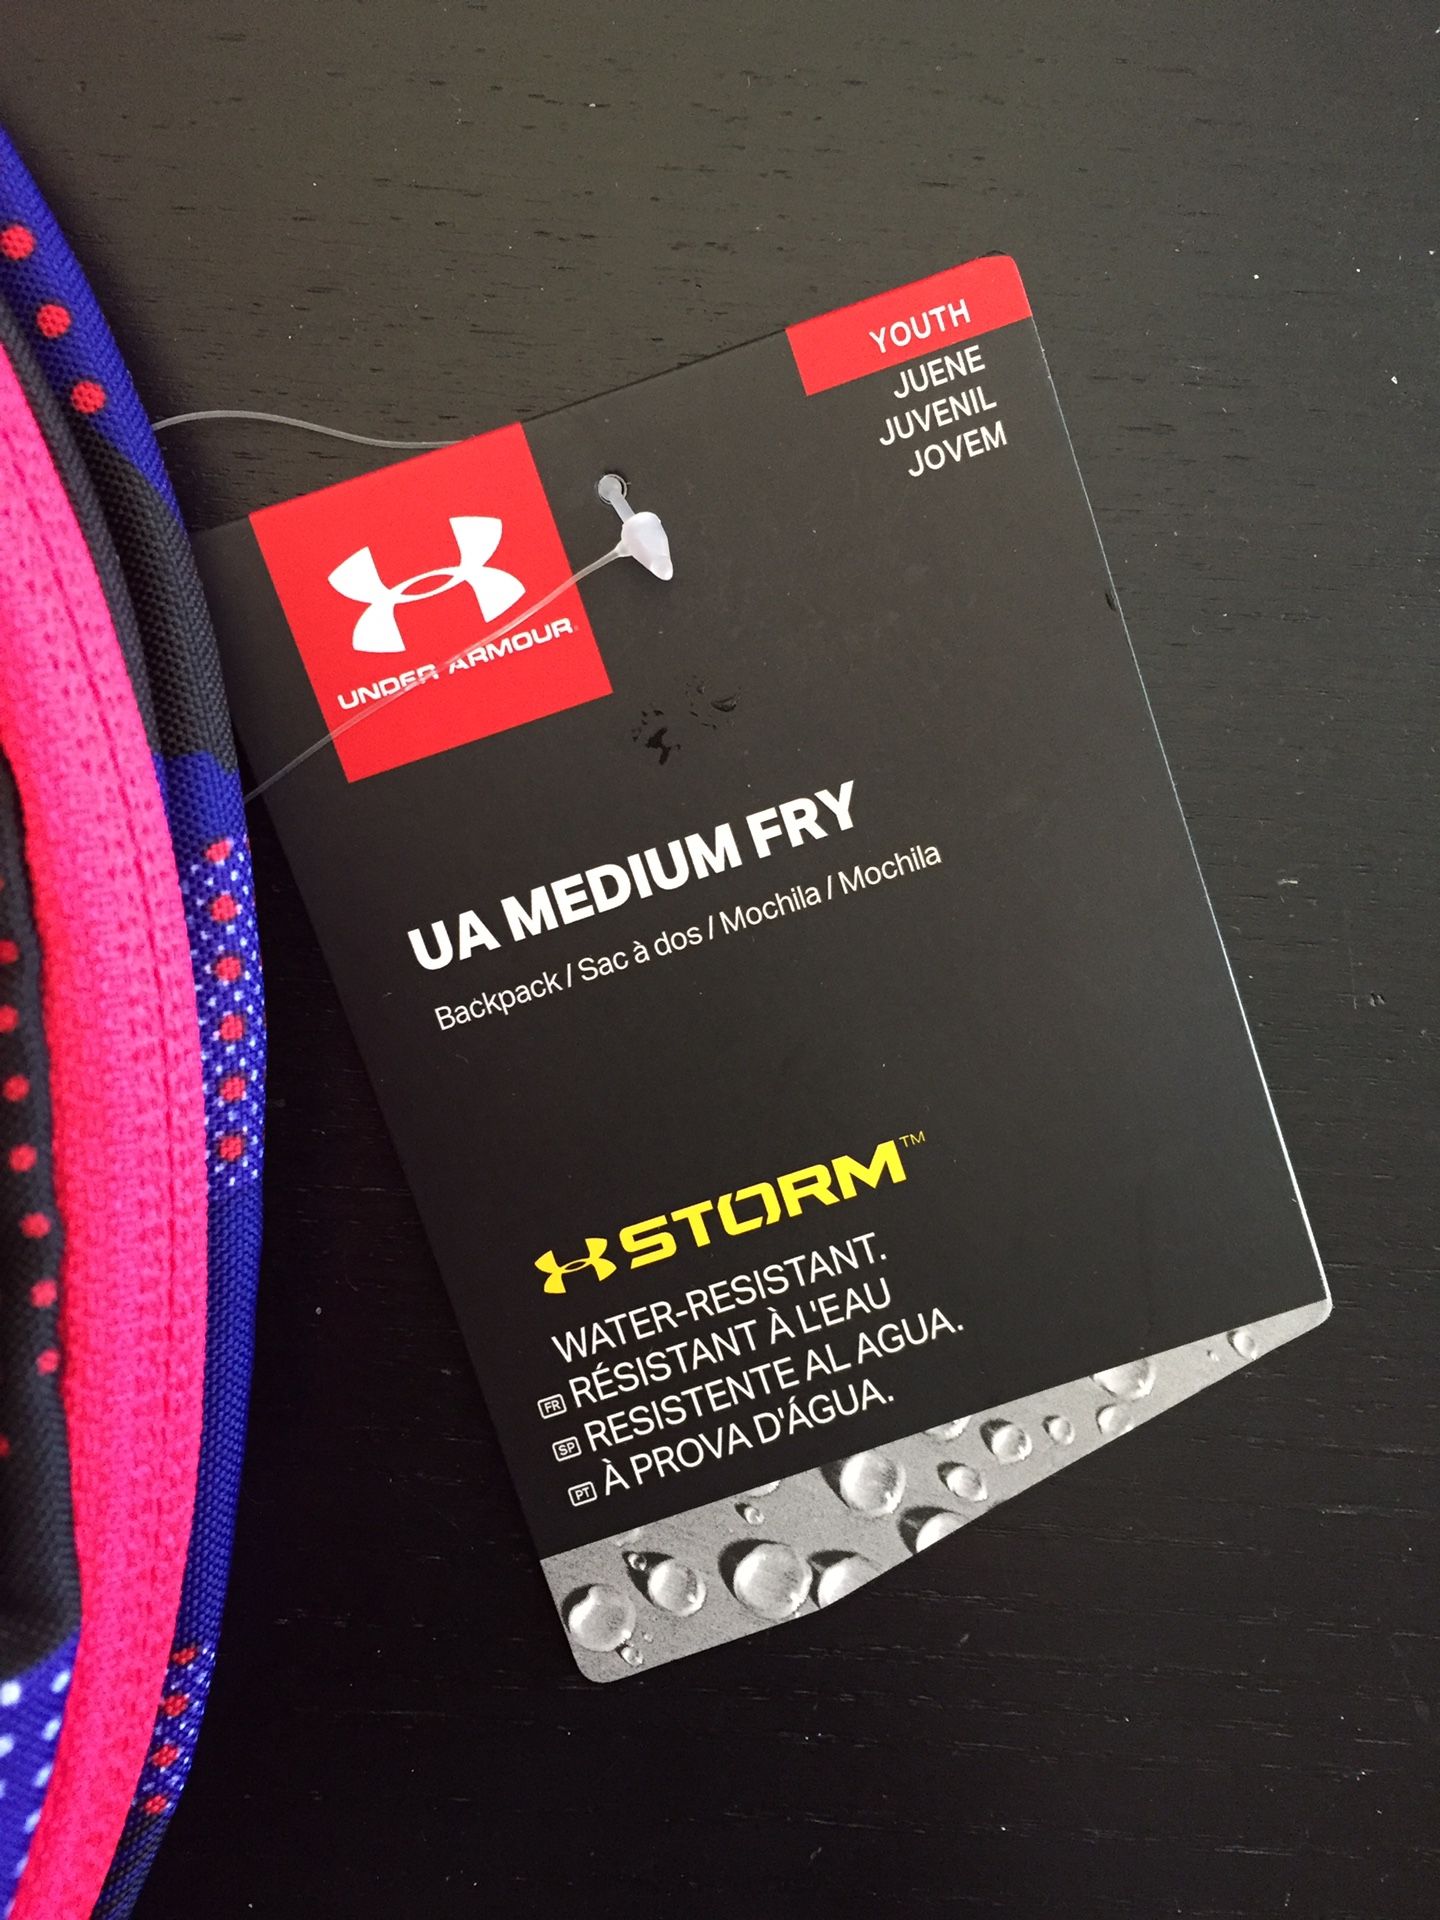 YOUTH
JUENE
JUVENIL
JOVEM
UNDER ARMOUR
UA MEDIUM FRY
Backpack / Sac à dos / Mochila / Mochila
STORM™
WATER-RESISTANT.
FR RÉSISTANT À L'EAU
SP RESISTENTE AL AGUA.
PT À PROVA D'ÁGUA.